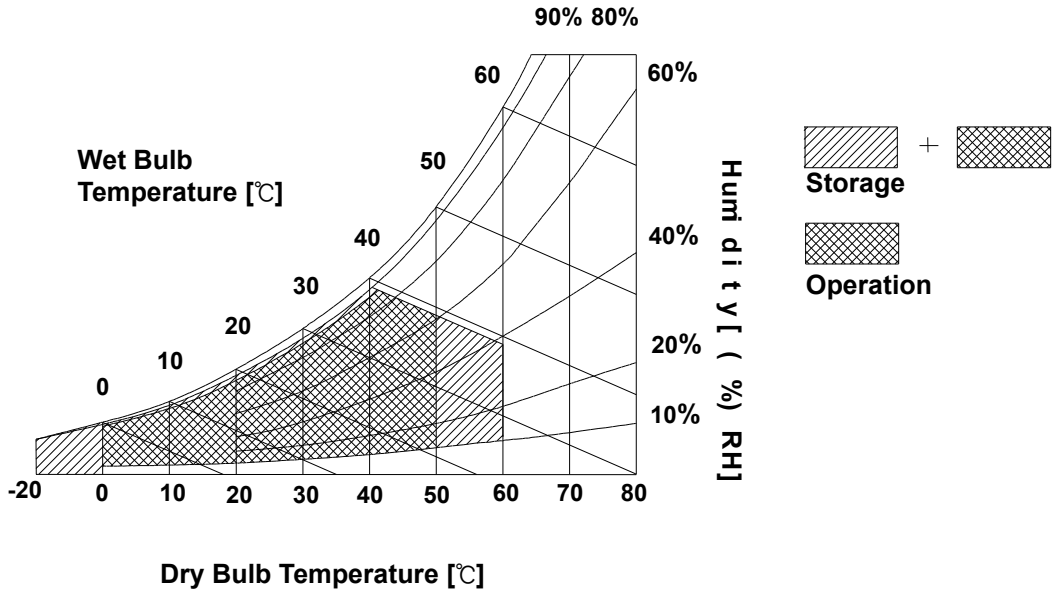 90% 80%
60
60%
Wet Bulb
Temperature [℃]
50
40
40%
30
20
20%
10
0
10%
Humidity[(%)RH]
-20 0 10 20 30 40 50 60 70 80
Dry Bulb Temperature [℃]
+
Storage
Operation